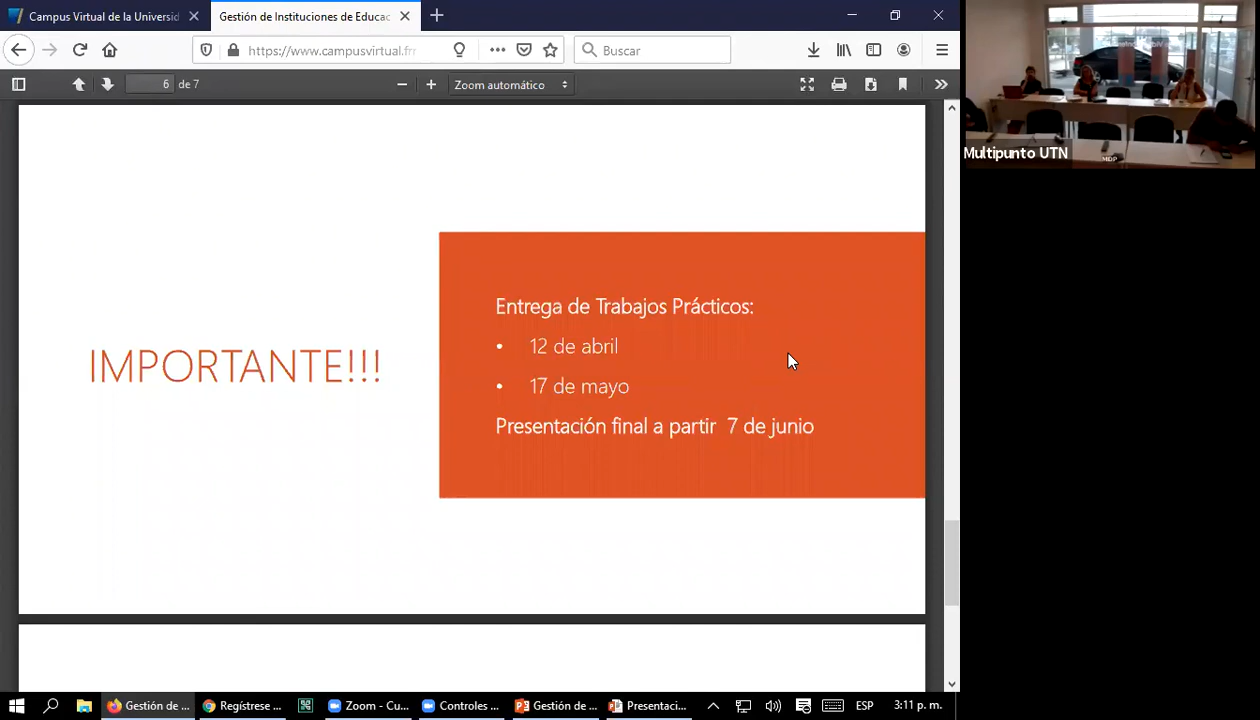 Campus Virtual de la Universid
Gestión de Instituciones de Educac
https://www.campusvirtual.fr
Buscar
6 de 7
Zoom automático
Multipunto UTN
IMPORTANTE!!!
Entrega de Trabajos Prácticos:
• 12 de abril
• 17 de mayo
Presentación final a partir 7 de junio
Gestión de ...
Regístrese ...
Zoom - Cu...
Controles ...
Gestión de ...
Presentaci...
ESP
3:11 p. m.